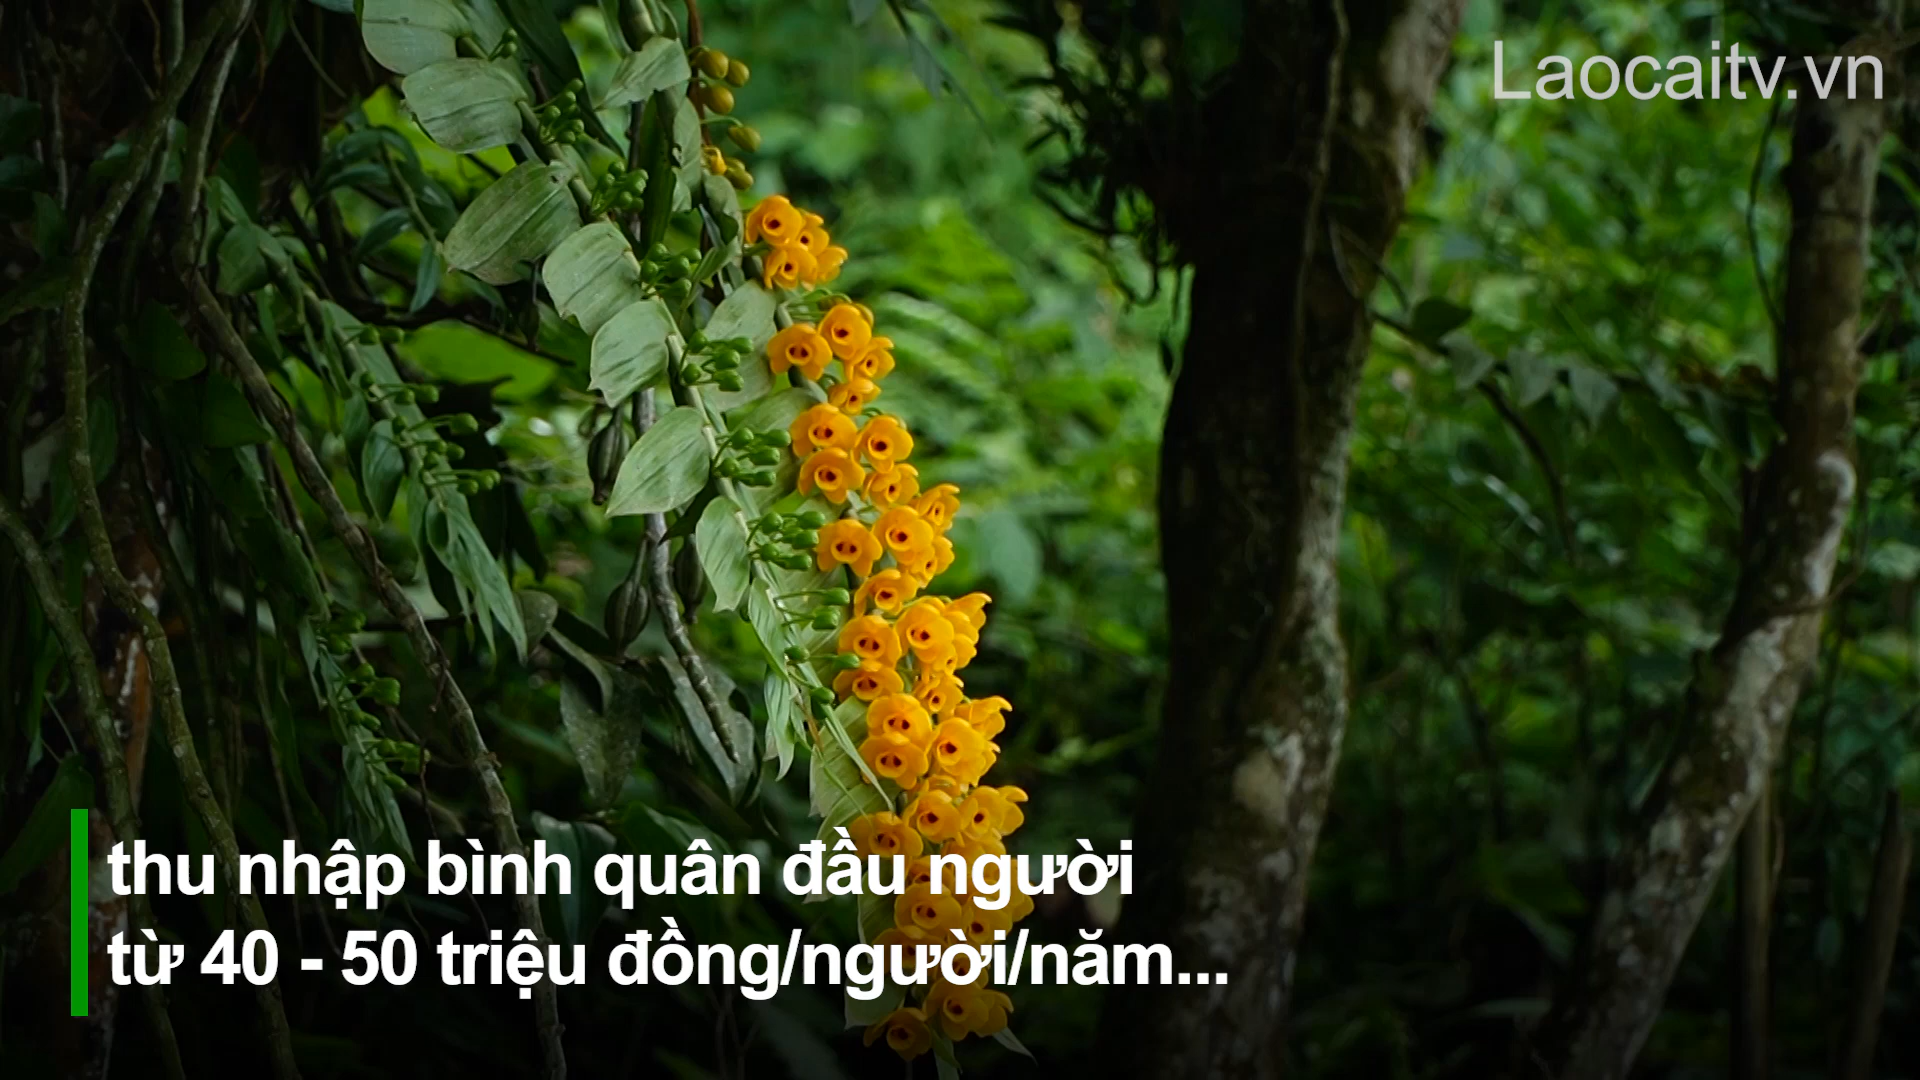 Laocaitv.vn
thu nhập bình quân đầu người
từ 40 - 50 triệu đồng/người/năm...